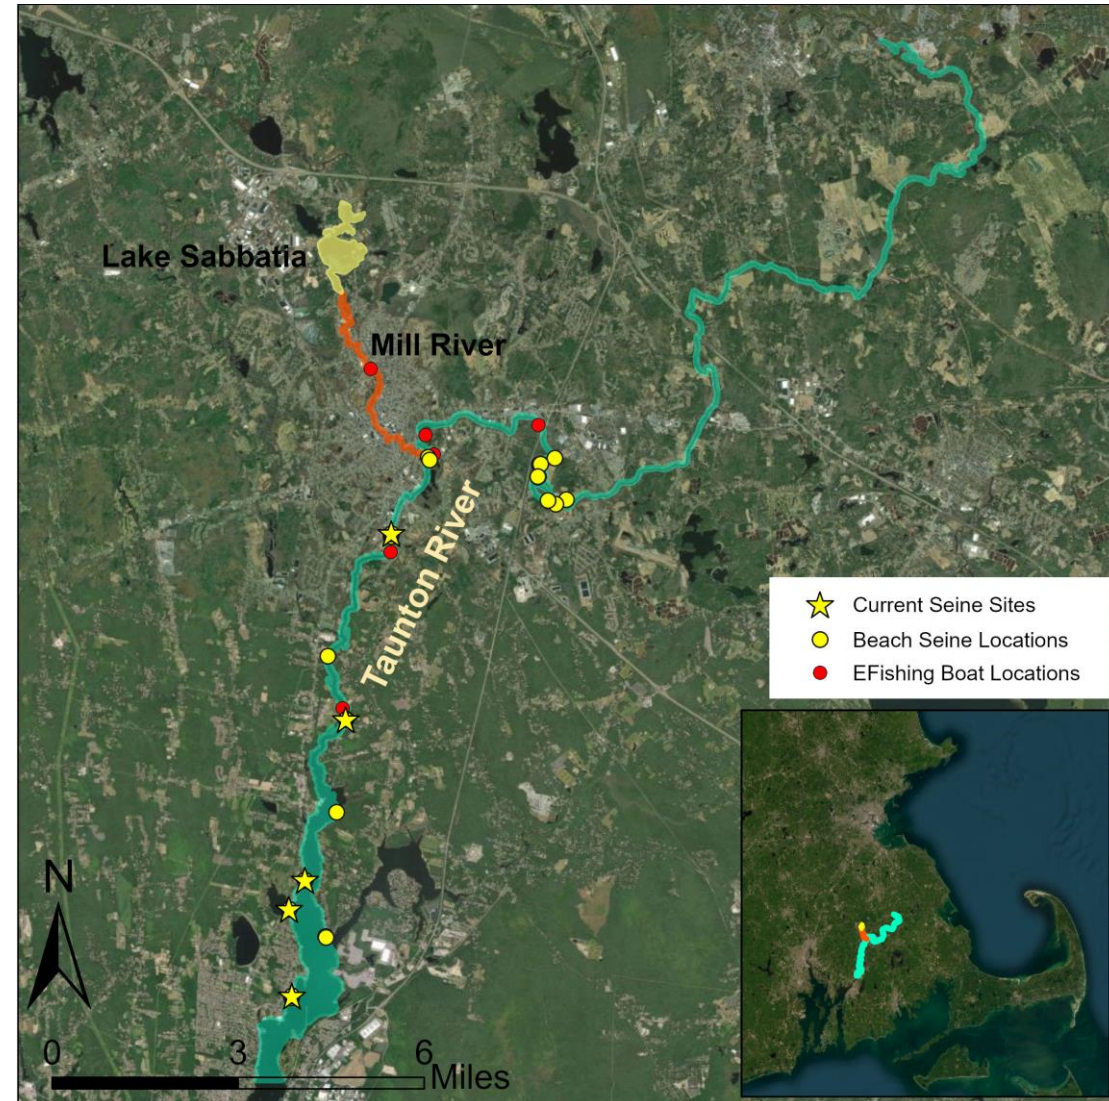 Lake Sabbatia
Mill River
Taunton River
Current Seine Sites
Beach Seine Locations
EFishing Boat Locations
N
0 3 6
Miles